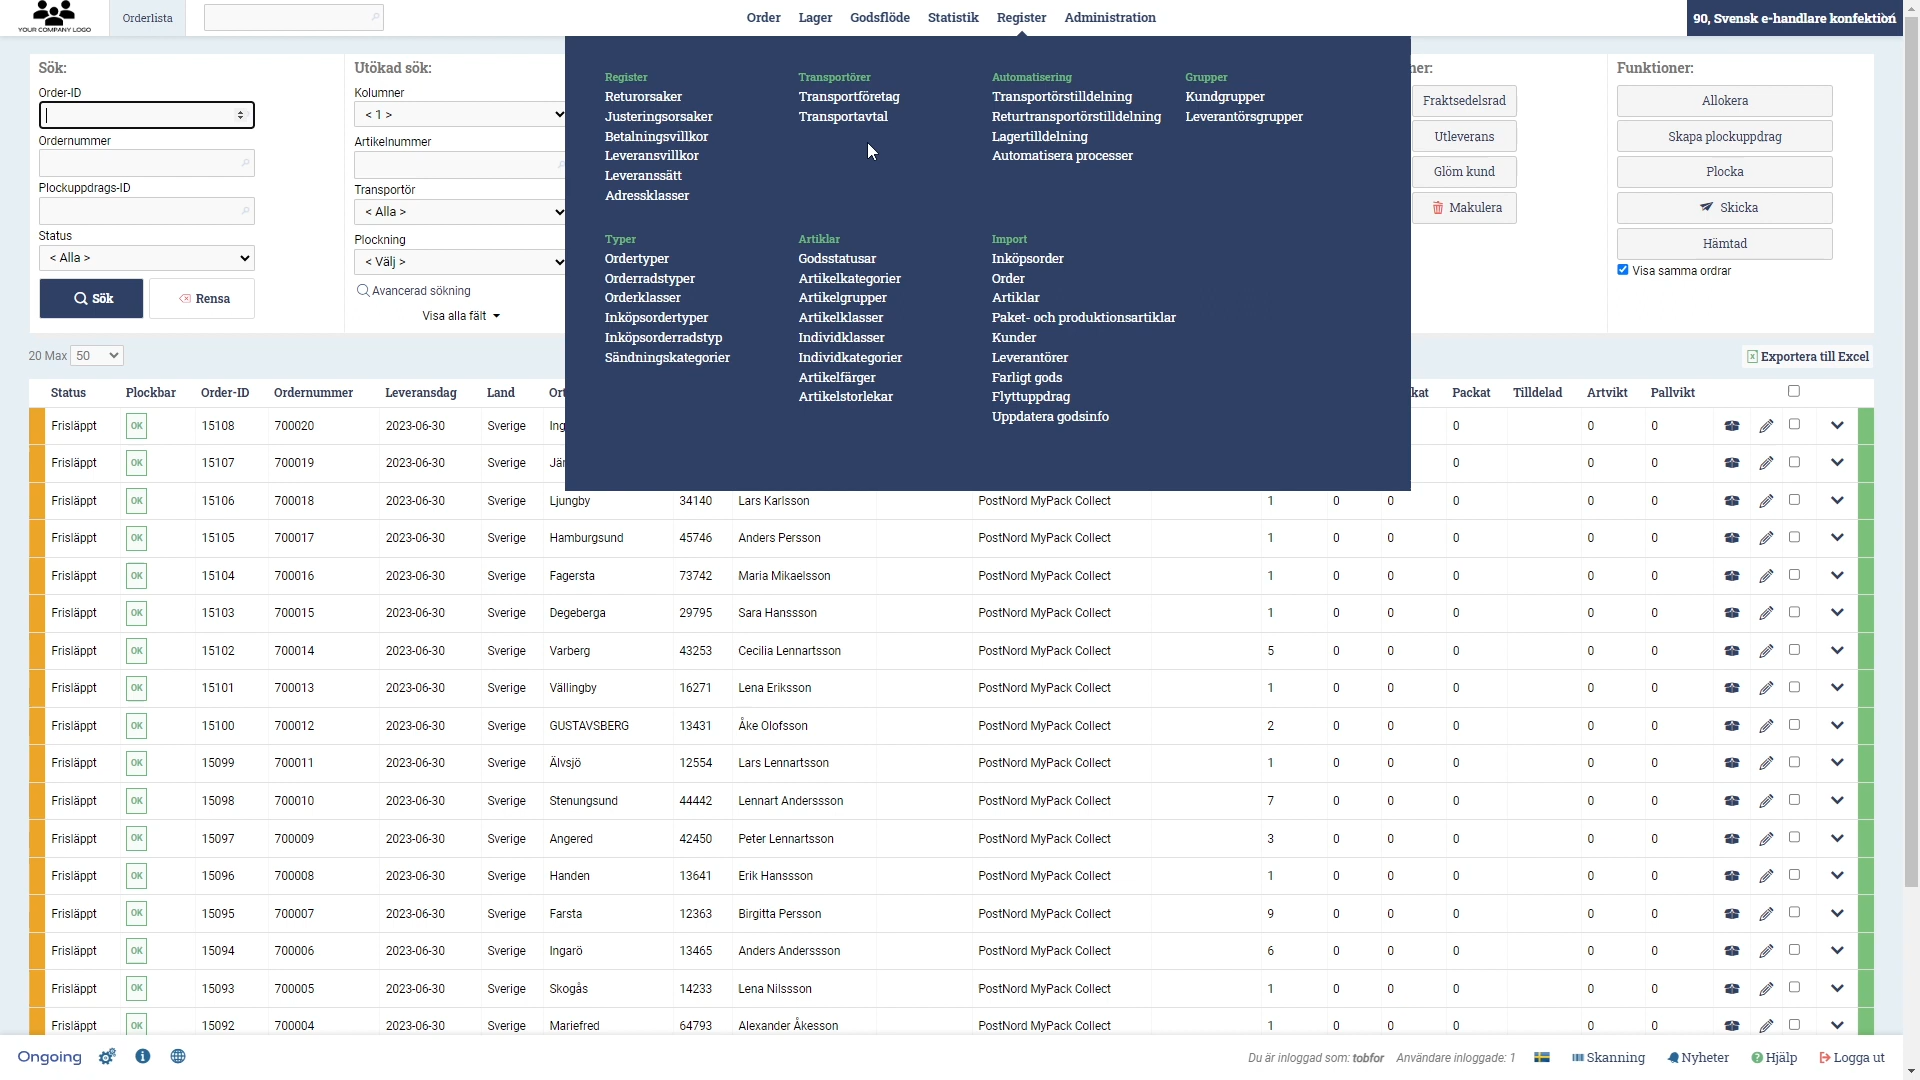 YOUR COMPANY LOGO
Orderlista
Order Lager Godsflöde Statistik Register Administration
90, Svensk e-handlare konfektion
Sök:
Order-ID
Ordernummer
Plockuppdrags-ID
Status
< Alla >
Sök Rensa
Utökad sök:
Kolumner
< 1 >
Artikelnummer
Transportör
< Alla >
Plockning
< Välj >
Avancerad sökning
Visa alla fält
Register
Returorsaker
Justeringsorsaker
Betalningsvillkor
Leveransvillkor
Leveranssätt
Adressklasser
Transportörer
Transportföretag
Transportavtal
Automatisering
Transportörstilldelning
Returtransportörstilldelning
Lagertilldelning
Automatisera processer
Grupper
Kundgrupper
Leverantörsgrupper
Typer
Ordertyper
Orderradstyper
Orderklasser
Inköpsordertyper
Inköpsorderradstyp
Sändningskategorier
Artiklar
Godsstatusar
Artikelkategorier
Artikelgrupper
Artikelklasser
Individklasser
Individkategorier
Artikelfärger
Artikelstorlekar
Import
Inköpsorder
Order
Artiklar
Paket- och produktionsartiklar
Kunder
Leverantörer
Farligt gods
Flyttuppdrag
Uppdatera godsinfo
ner:
Fraktsedelsrad
Utleverans
Glöm kund
Makulera
Funktioner:
Allokera
Skapa plockuppdrag
Plocka
Skicka
Hämtad
Visa samma ordrar
20 Max 50
Exportera till Excel
Status Plockbar Order-ID Ordernummer Leveransdag Land Ort kat Packat Tilldelad Artvikt Pallvikt
Frisläppt OK 15108 700020 2023-06-30 Sverige Ing 0 0 0
Frisläppt OK 15107 700019 2023-06-30 Sverige Jär 0 0 0
Frisläppt OK 15106 700018 2023-06-30 Sverige Ljungby 34140 Lars Karlsson PostNord MyPack Collect 1 0 0 0 0 0
Frisläppt OK 15105 700017 2023-06-30 Sverige Hamburgsund 45746 Anders Persson PostNord MyPack Collect 1 0 0 0 0 0
Frisläppt OK 15104 700016 2023-06-30 Sverige Fagersta 73742 Maria Mikaelsson PostNord MyPack Collect 1 0 0 0 0 0
Frisläppt OK 15103 700015 2023-06-30 Sverige Degeberga 29795 Sara Hanssson PostNord MyPack Collect 1 0 0 0 0 0
Frisläppt OK 15102 700014 2023-06-30 Sverige Varberg 43253 Cecilia Lennartsson PostNord MyPack Collect 5 0 0 0 0 0
Frisläppt OK 15101 700013 2023-06-30 Sverige Vällingby 16271 Lena Eriksson PostNord MyPack Collect 1 0 0 0 0 0
Frisläppt OK 15100 700012 2023-06-30 Sverige GUSTAVSBERG 13431 Åke Olofsson PostNord MyPack Collect 2 0 0 0 0 0
Frisläppt OK 15099 700011 2023-06-30 Sverige Älvsjö 12554 Lars Lennartsson PostNord MyPack Collect 1 0 0 0 0 0
Frisläppt OK 15098 700010 2023-06-30 Sverige Stenungsund 44442 Lennart Anderssson PostNord MyPack Collect 7 0 0 0 0 0
Frisläppt OK 15097 700009 2023-06-30 Sverige Angered 42450 Peter Lennartsson PostNord MyPack Collect 3 0 0 0 0 0
Frisläppt OK 15096 700008 2023-06-30 Sverige Handen 13641 Erik Hanssson PostNord MyPack Collect 1 0 0 0 0 0
Frisläppt OK 15095 700007 2023-06-30 Sverige Farsta 12363 Birgitta Persson PostNord MyPack Collect 9 0 0 0 0 0
Frisläppt OK 15094 700006 2023-06-30 Sverige Ingarö 13465 Anders Anderssson PostNord MyPack Collect 6 0 0 0 0 0
Frisläppt OK 15093 700005 2023-06-30 Sverige Skogås 14233 Lena Nilssson PostNord MyPack Collect 1 0 0 0 0 0
Frisläppt OK 15092 700004 2023-06-30 Sverige Mariefred 64793 Alexander Åkesson PostNord MyPack Collect 1 0 0 0 0 0
Ongoing
Du är inloggad som: tobfor Användare inloggade: 1 Skanning Nyheter Hjälp Logga ut